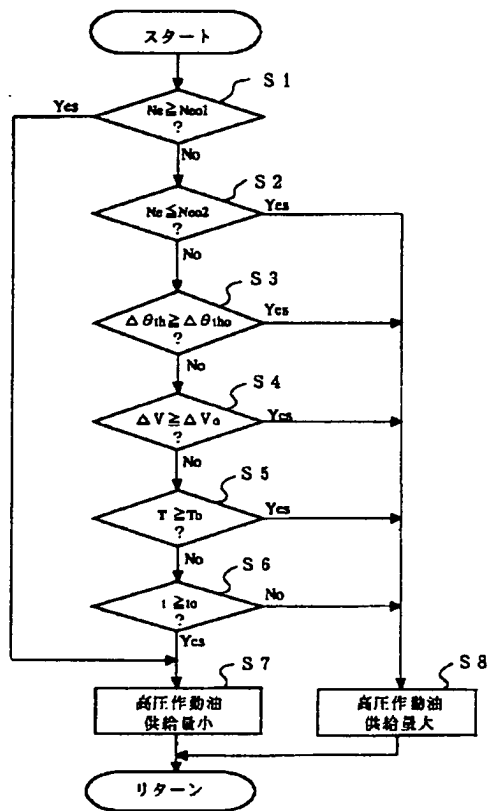 スタート
S 1
Yes
Ne≧Neo1
?
No
S 2
Ne≦Neo2
?
Yes
No
S 3
Δθth≧Δθtho
?
Yes
No
S 4
ΔV≧ΔVo
?
Yes
No
S 5
T≧To
?
Yes
No
S 6
t≧to
?
No
Yes
S 7
高圧作動油
供給量小
S 8
高圧作動油
供給量大
リターン